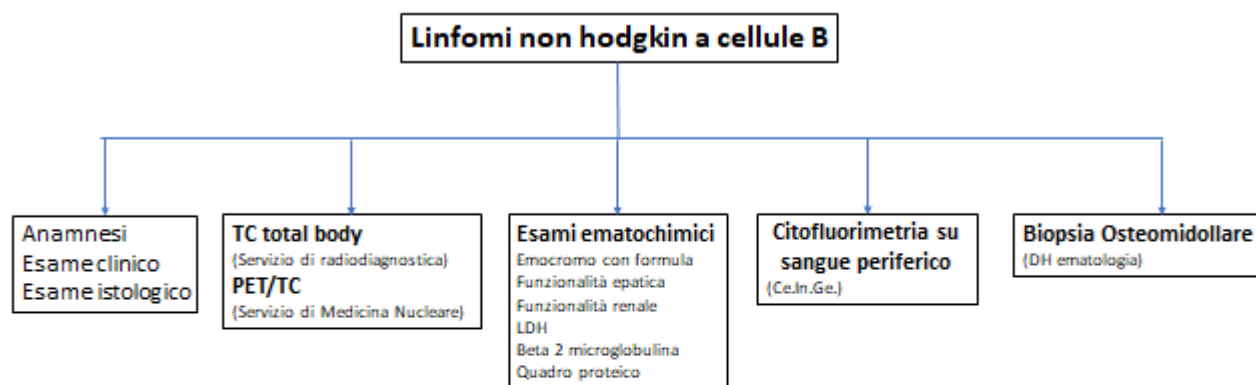 Linfomi non hodgkin a cellule B
Anamnesi
Esame clinico
Esame istologico
TC total body
(Servizio di radiodiagnostica)
PET/TC
(Servizio di Medicina Nucleare)
Esami ematochimici
Emocromo con formula
Funzionalità epatica
Funzionalità renale
LDH
Beta 2 microglobulina
Quadro proteico
Citofluorimetria su
sangue periferico
(Ce.In.Ge.)
Biopsia Osteomidollare
(DH ematologia)